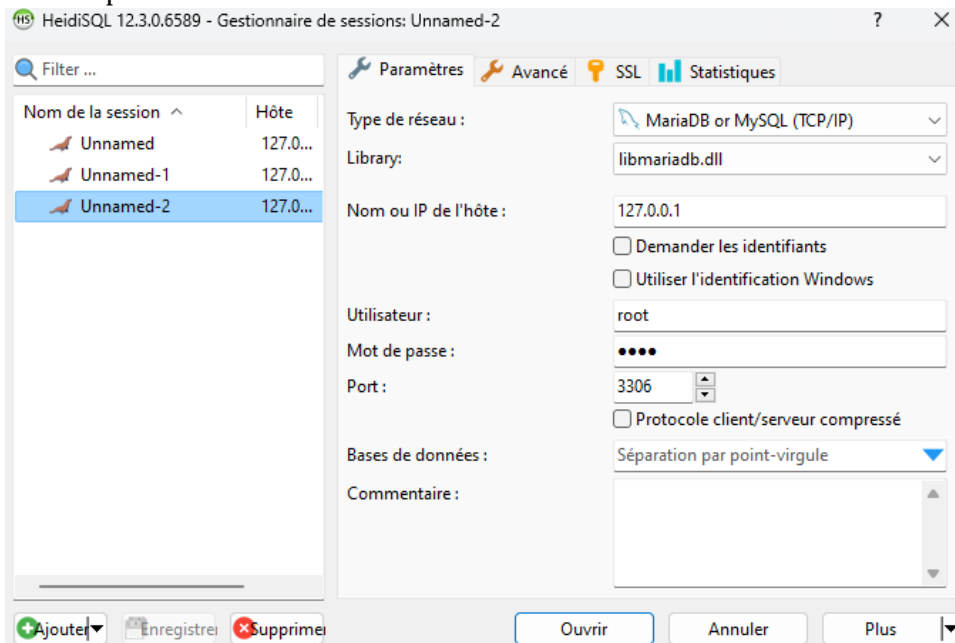 HS HeidiSQL 12.3.0.6589 - Gestionnaire de sessions: Unnamed-2 ? ×
Filter ...
Nom de la session Hôte
Unnamed 127.0...
Unnamed-1 127.0...
Unnamed-2 127.0...
Paramètres Avancé SSL Statistiques
Type de réseau : MariaDB or MySQL (TCP/IP)
Library: libmariadb.dll
Nom ou IP de l'hôte : 127.0.0.1
Demander les identifiants
Utiliser l'identification Windows
Utilisateur : root
Mot de passe : ●●●●
Port : 3306
Protocole client/serveur compressé
Bases de données : Séparation par point-virgule
Commentaire :
Ajouter Enregistrer Supprimer Ouvrir Annuler Plus